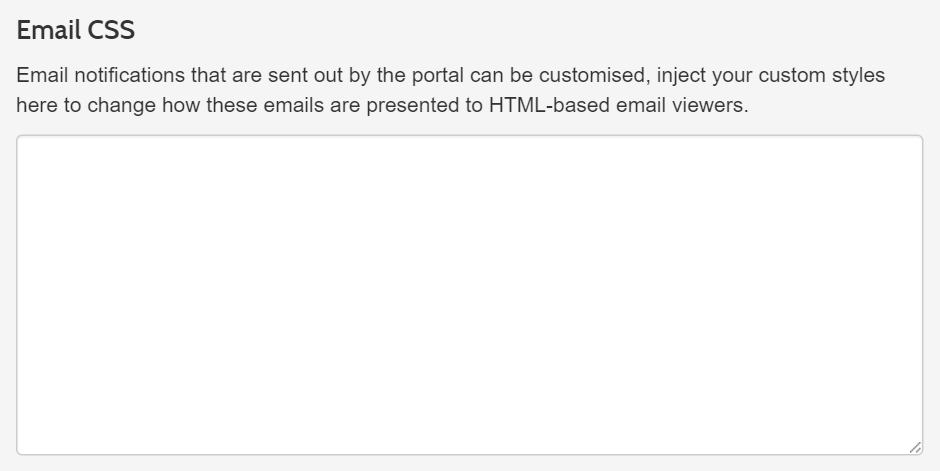 Email CSS
Email notifications that are sent out by the portal can be customised, inject your custom styles
here to change how these emails are presented to HTML-based email viewers.